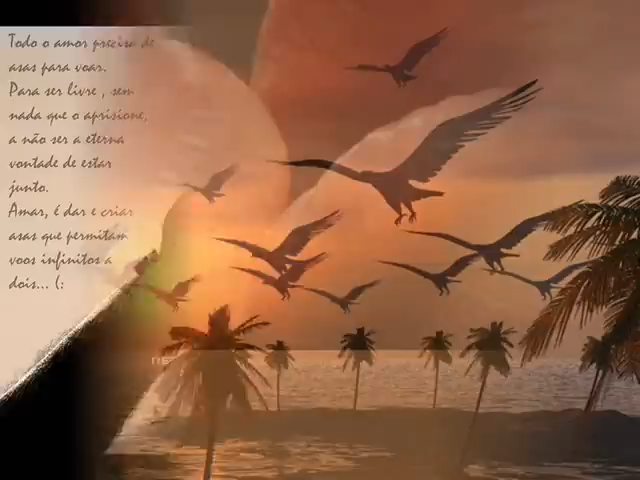 Todo o amor precisa de
asas para voar.
Para ser livre , sem
nada que o aprisione,
a não ser a eterna
vontade de estar
junto.
Amar, é dar e criar
asas que permitam
voos infinitos a
dois... (: